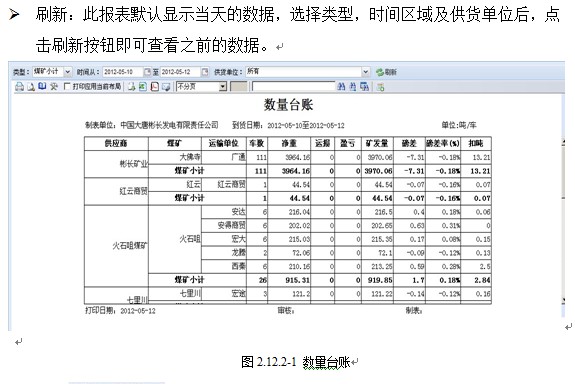 ➢ 刷新：此报表默认显示当天的数据，选择类型，时间区域及供货单位后，点
击刷新按钮即可查看之前的数据。
类型： 煤矿小计 时间从： 2012-05-10 至 2012-05-12 供货单位： 所有 刷新
打印应用当前布局 不分页
数量台账
制表单位：中国大唐彬长发电有限责任公司 到货日期：2012-05-10至2012-05-12 单位：吨/车
供应商 煤矿 运输单位 车数 净重 运损 盈亏 矿发量 磅差 磅差率(%) 扣吨
彬长矿业 大佛寺 广通 111 3964.16 0 0 3970.06 -7.31 -0.18% 13.21
煤矿小计 111 3964.16 0 0 3970.06 -7.31 -0.18% 13.21
红云商贸 红云 红云商贸 1 44.54 0 0 44.54 -0.07 -0.16% 0.07
煤矿小计 1 44.54 0 0 44.54 -0.07 -0.16% 0.07
火石咀煤矿 火石咀 安达 6 216.04 0 0 216.5 0.4 0.18% 0.06
安得商贸 6 202.02 0 0 202.65 0.63 0.31% 0
宏大 6 215.03 0 0 215.35 0.17 0.08% 0.15
龙腾 2 72.06 0 0 72.1 -0.09 -0.12% 0.13
西秦 6 210.16 0 0 213.25 0.59 0.28% 2.5
煤矿小计 26 915.31 0 0 919.85 1.7 0.18% 2.84
七里川 七里川 宏途 3 121.2 0 0 121.22 -0.14 -0.12% 0.16
打印日期：2012-05-12 审核： 制表：
图 2.12.2-1 数量台账